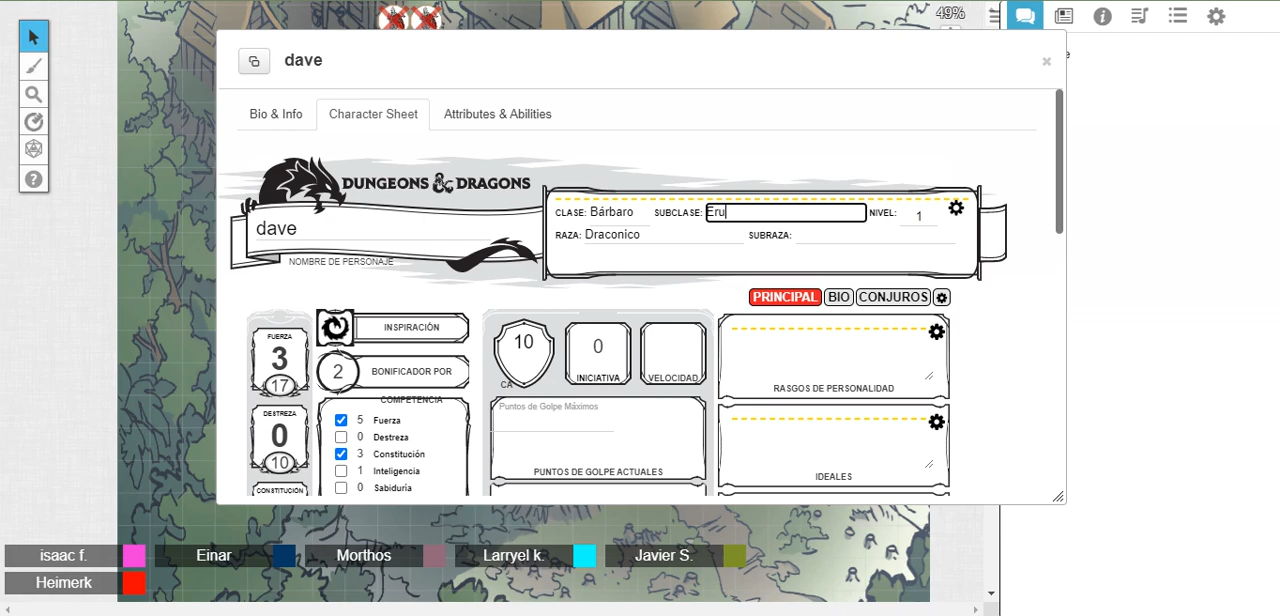 49%
dave
×
Bio & Info
Character Sheet
Attributes & Abilities
DUNGEONS & DRAGONS
dave
NOMBRE DE PERSONAJE
CLASE: Bárbaro SUBCLASE: Eru NIVEL: 1
RAZA: Draconico SUBRAZA:
PRINCIPAL BIO CONJUROS
FUERZA
3
17
DESTREZA
0
10
CONSTITUCIÓN
INSPIRACIÓN
2 BONIFICADOR POR
COMPETENCIA
5 Fuerza
0 Destreza
3 Constitución
1 Inteligencia
0 Sabiduría
10
CA
0
INICIATIVA
VELOCIDAD
Puntos de Golpe Máximos
PUNTOS DE GOLPE ACTUALES
RASGOS DE PERSONALIDAD
IDEALES
isaac f.
Einar
Morthos
Larryel k.
Javier S.
Heimerk